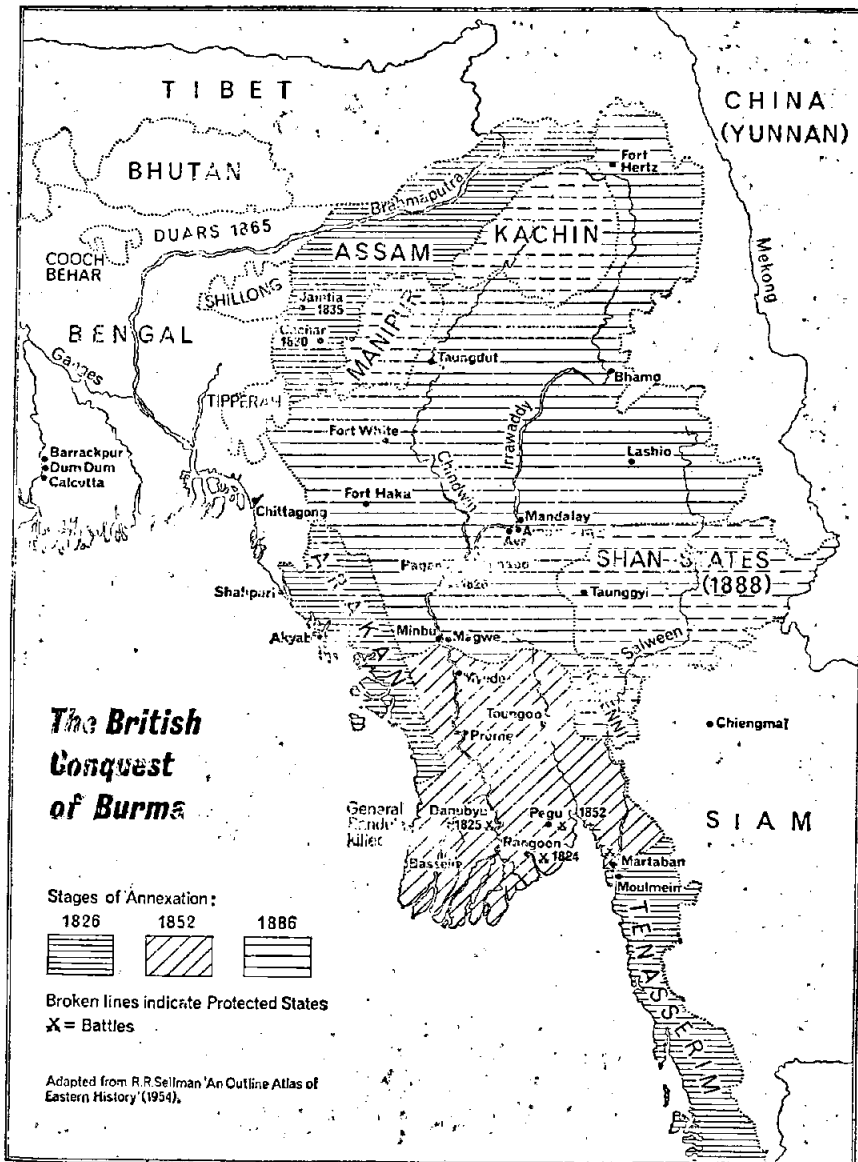 TIBET
CHINA
(YUNNAN)
BHUTAN
Fort
Hertz
Brahmaputra
DUARS 1865
KACHIN
COOCH
BEHAR
ASSAM
Mekong
SHILLONG
Jaintia
1835
BENGAL
MANIPUR
Cachar
1830
Taungdut
Ganges
Bhamo
TIPPERAH
Irrawaddy
Fort White
Chindwin
Lashio
Barrackpur
Dum Dum
Calcutta
Fort Haka
Chittagong
Mandalay
SHAN STATES
(1888)
Pagan
1826
Taunggyi
Shahpuri
ARAKAN
Salween
Akyab
Minbu
Magwe
Toungoo
Prome
Chiengmai
The British
Conquest
of Burma
SIAM
General
killed
Danubyu
1825 X
Pegu
X
1852
Rangoon
X 1824
Bassein
Martaban
Moulmein
TENASSERIM
Stages of Annexation:
1826 1852 1886
Broken lines indicate Protected States
X = Battles
Adapted from R.R.Sellman 'An Outline Atlas of
Eastern History' (1954).